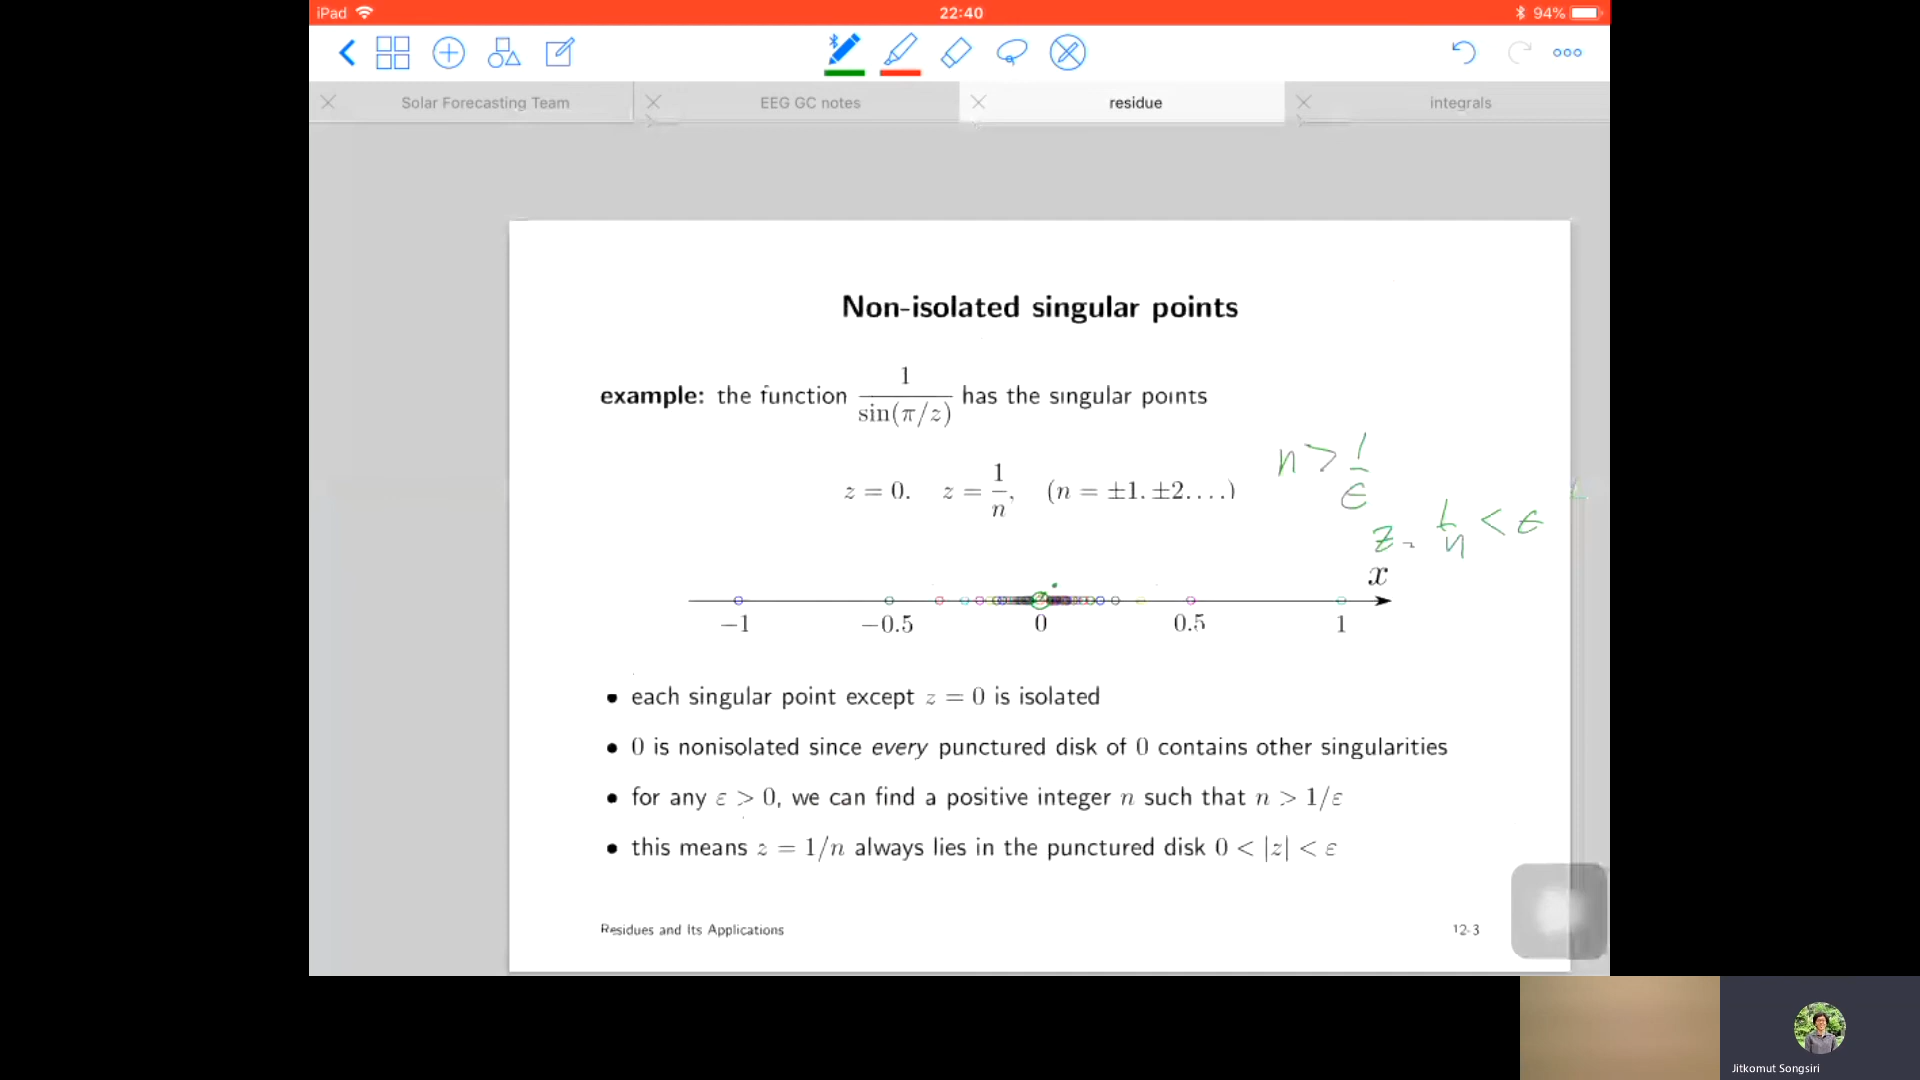 iPad 22:40 94%
Solar Forecasting Team EEG GC notes residue integrals
Non-isolated singular points
example: the function 1/sin(π/z) has the singular points
z = 0, z = 1/n, (n = ±1, ±2, . . .)
n > 1/ε
z = 1/n < ε
x
−1 −0.5 0 0.5 1
• each singular point except z = 0 is isolated
• 0 is nonisolated since every punctured disk of 0 contains other singularities
• for any ε > 0, we can find a positive integer n such that n > 1/ε
• this means z = 1/n always lies in the punctured disk 0 < |z| < ε
Residues and Its Applications 12-3
Jitkomut Songsiri